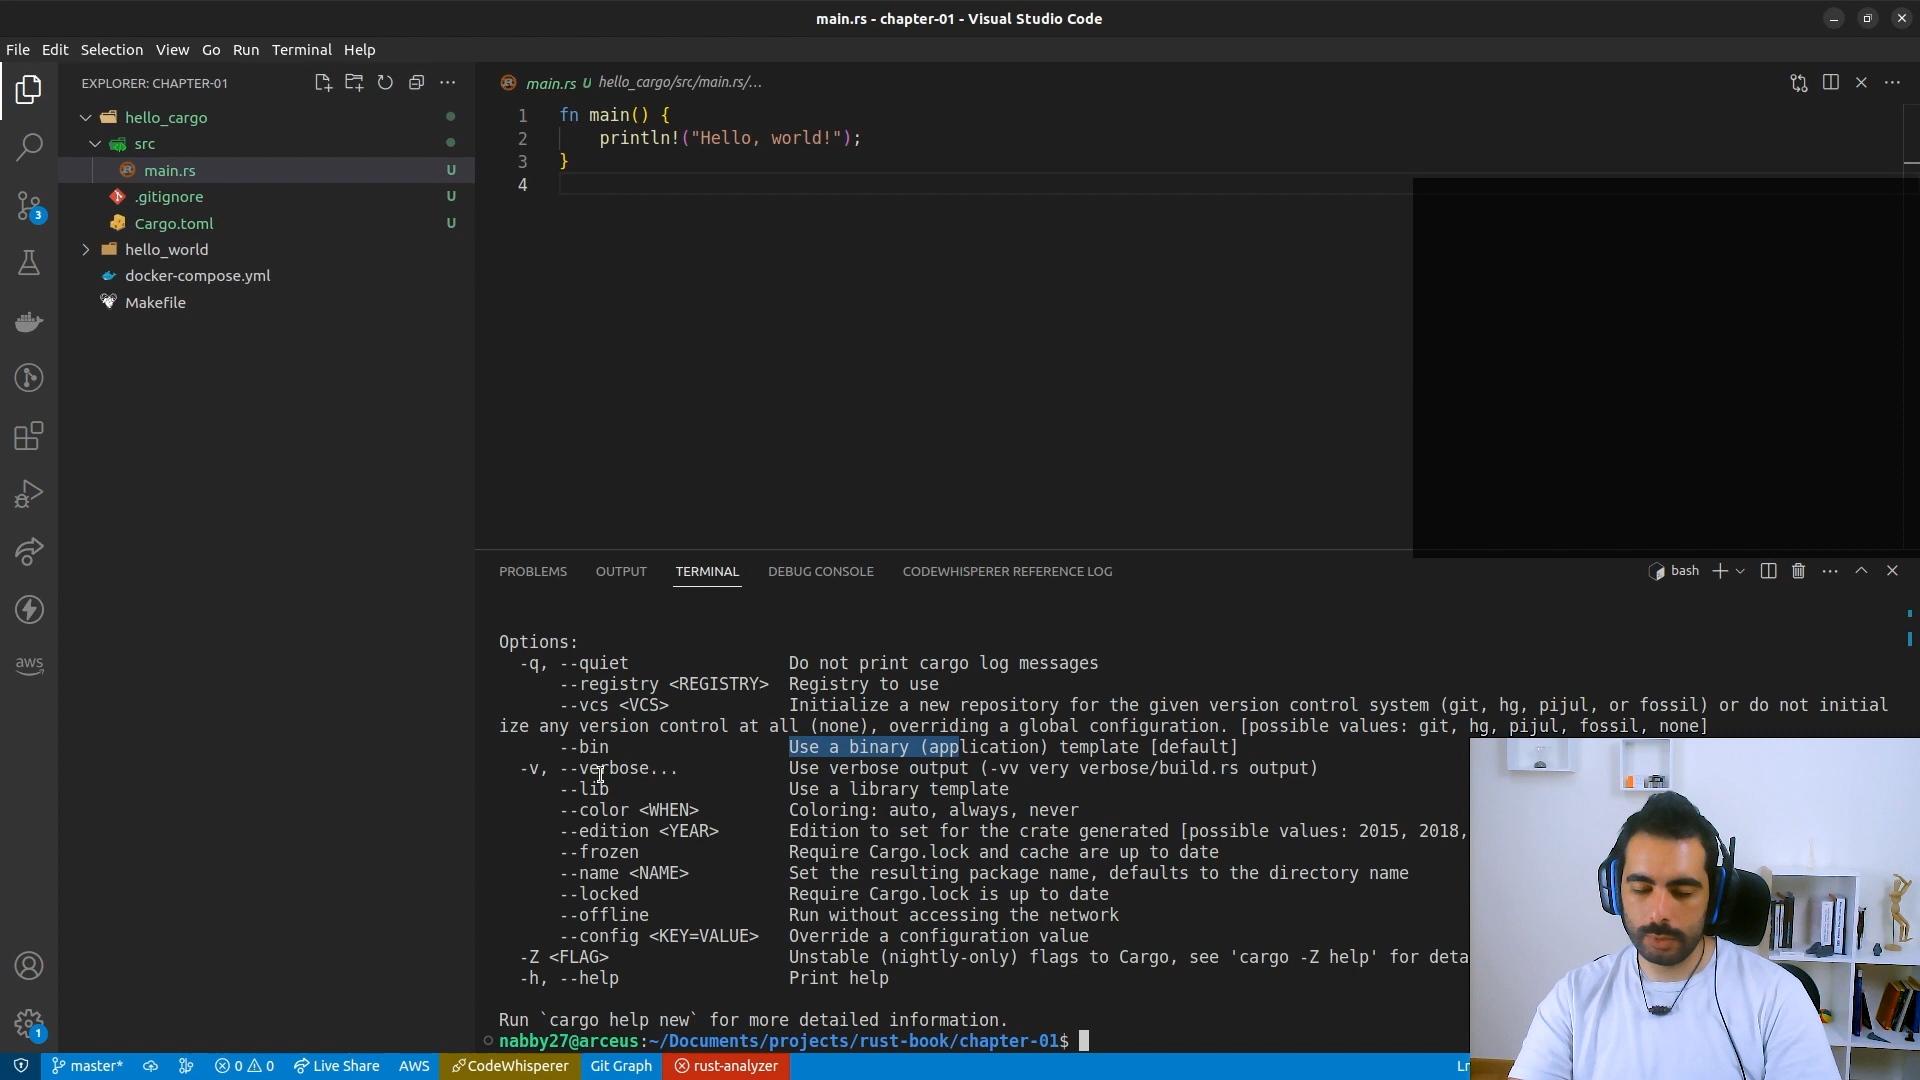 main.rs - chapter-01 - Visual Studio Code
File Edit Selection View Go Run Terminal Help
EXPLORER: CHAPTER-01
hello_cargo
src
main.rs U
.gitignore U
Cargo.toml U
hello_world
docker-compose.yml
Makefile
3
aws
1
main.rs U hello_cargo/src/main.rs/...
1 fn main() {
2 println!("Hello, world!");
3 }
4
PROBLEMS OUTPUT TERMINAL DEBUG CONSOLE CODEWHISPERER REFERENCE LOG
bash
Options:
-q, --quiet Do not print cargo log messages
--registry <REGISTRY> Registry to use
--vcs <VCS> Initialize a new repository for the given version control system (git, hg, pijul, or fossil) or do not initial
ize any version control at all (none), overriding a global configuration. [possible values: git, hg, pijul, fossil, none]
--bin Use a binary (application) template [default]
-v, --verbose... Use verbose output (-vv very verbose/build.rs output)
--lib Use a library template
--color <WHEN> Coloring: auto, always, never
--edition <YEAR> Edition to set for the crate generated [possible values: 2015, 2018,
--frozen Require Cargo.lock and cache are up to date
--name <NAME> Set the resulting package name, defaults to the directory name
--locked Require Cargo.lock is up to date
--offline Run without accessing the network
--config <KEY=VALUE> Override a configuration value
-Z <FLAG> Unstable (nightly-only) flags to Cargo, see 'cargo -Z help' for deta
-h, --help Print help
Run `cargo help new` for more detailed information.
nabby27@arceus:~/Documents/projects/rust-book/chapter-01$
master* 0 0 Live Share AWS CodeWhisperer Git Graph rust-analyzer Ln